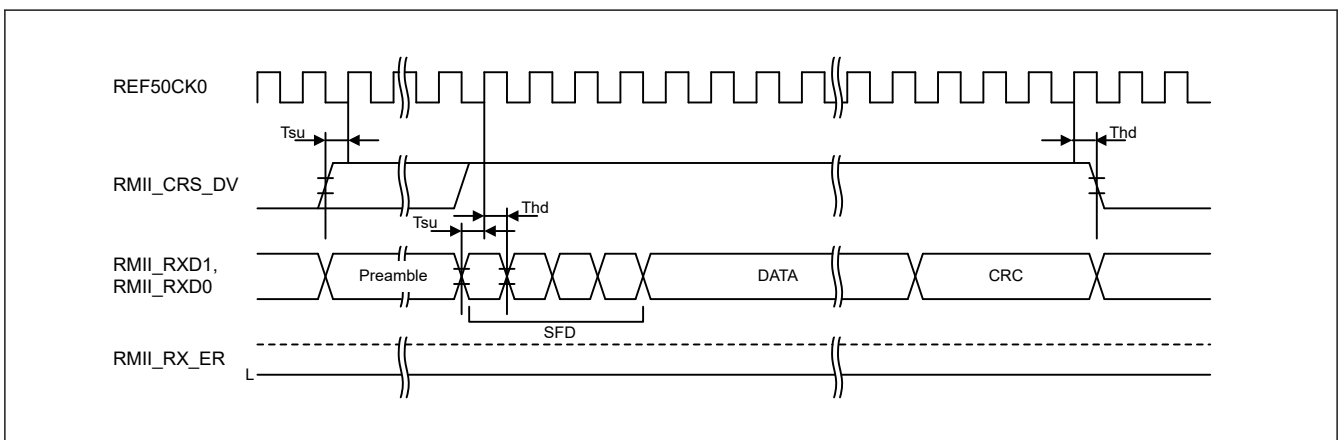 REF50CK0
Tsu
Thd
RMII_CRS_DV
Tsu
Thd
RMII_RXD1,
RMII_RXD0
Preamble
DATA
CRC
SFD
RMII_RX_ER
L